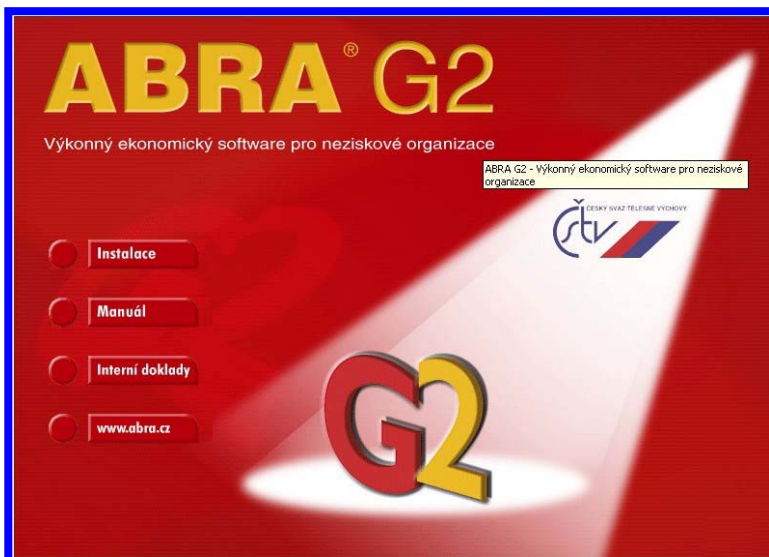 ABRA® G2
Výkonný ekonomický software pro neziskové organizace
ABRA G2 - Výkonný ekonomický software pro neziskové
organizace
ČESKÝ SVAZ TĚLESNÉ VÝCHOVY
čstv
Instalace
Manuál
Interní doklady
www.abra.cz
G2